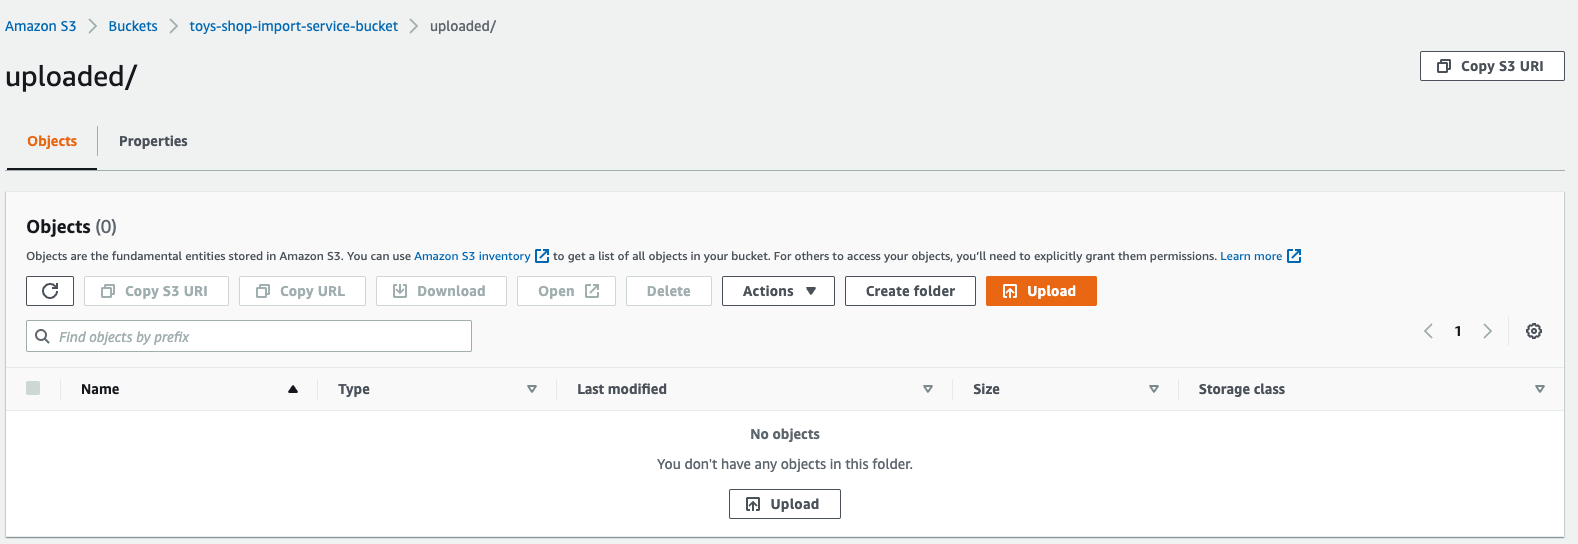 Amazon S3 > Buckets > toys-shop-import-service-bucket > uploaded/
uploaded/
Copy S3 URI
Objects
Properties
Objects (0)
Objects are the fundamental entities stored in Amazon S3. You can use Amazon S3 inventory to get a list of all objects in your bucket. For others to access your objects, you'll need to explicitly grant them permissions. Learn more
Copy S3 URI Copy URL Download Open Delete Actions Create folder Upload
Find objects by prefix
1
Name Type Last modified Size Storage class
No objects
You don't have any objects in this folder.
Upload